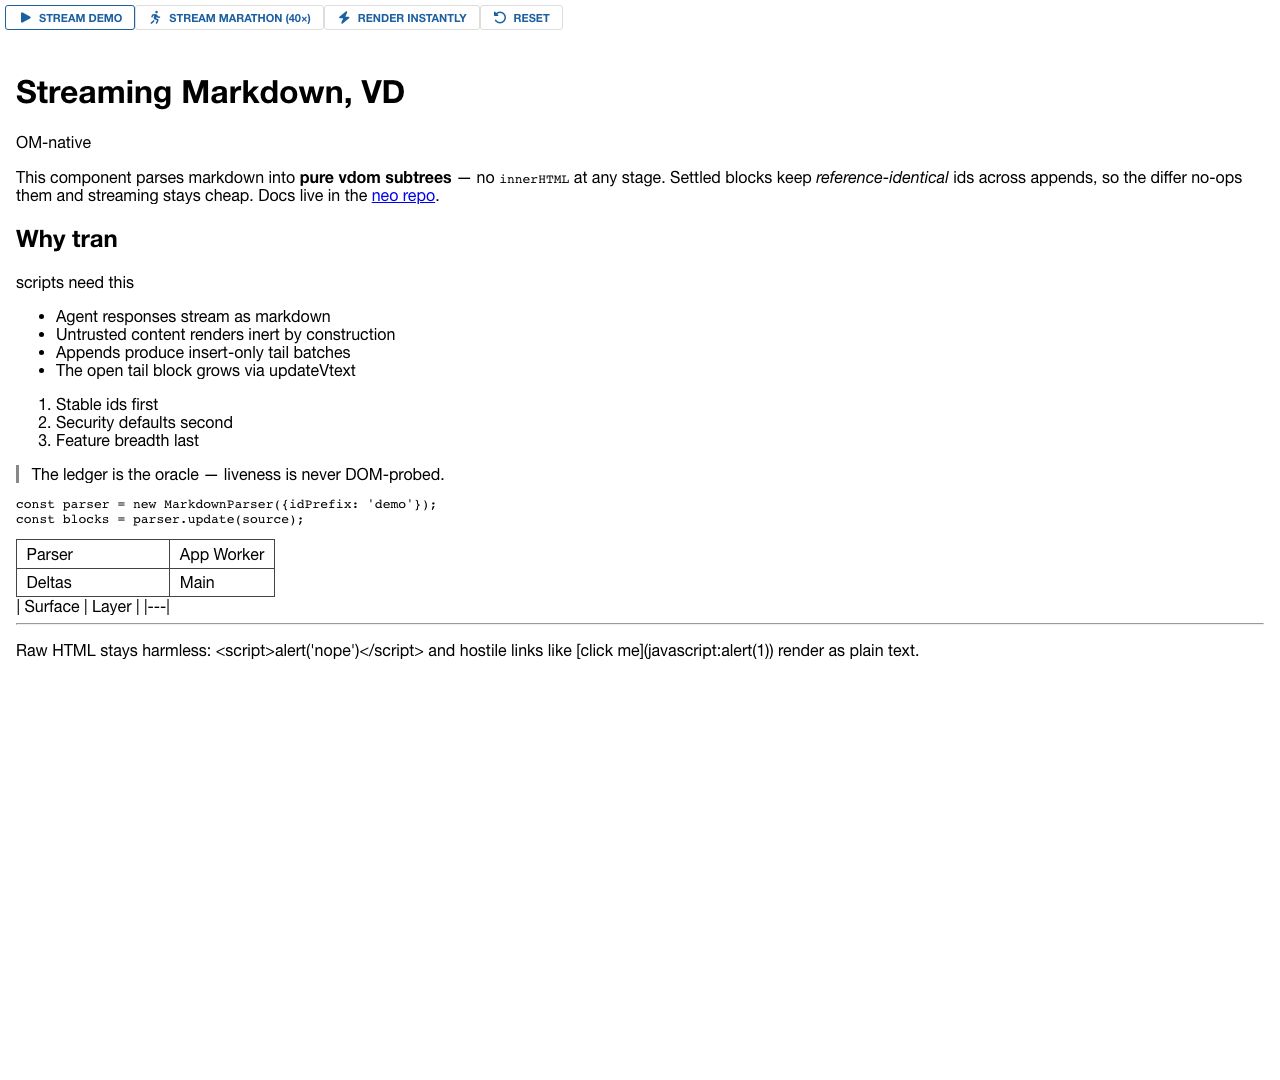 STREAM DEMO STREAM MARATHON (40×) RENDER INSTANTLY RESET
Streaming Markdown, VD
OM-native
This component parses markdown into pure vdom subtrees — no innerHTML at any stage. Settled blocks keep reference-identical ids across appends, so the differ no-ops
them and streaming stays cheap. Docs live in the neo repo.
Why tran
scripts need this
• Agent responses stream as markdown
• Untrusted content renders inert by construction
• Appends produce insert-only tail batches
• The open tail block grows via updateVtext
1. Stable ids first
2. Security defaults second
3. Feature breadth last
The ledger is the oracle — liveness is never DOM-probed.
const parser = new MarkdownParser({idPrefix: 'demo'});
const blocks = parser.update(source);
Parser App Worker
Deltas Main
| Surface | Layer | |---|
Raw HTML stays harmless: <script>alert('nope')</script> and hostile links like [click me](javascript:alert(1)) render as plain text.